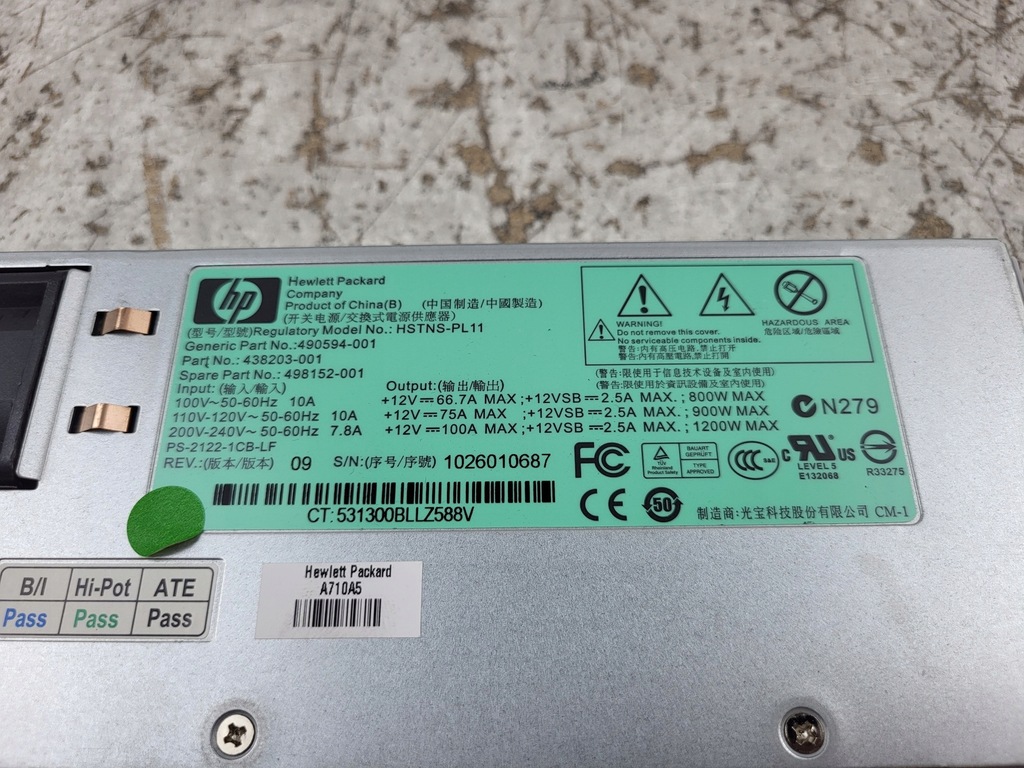 hp
Hewlett Packard
Company
Product of China(B) (中国制造/中國製造)
(开关电源/交換式電源供應器)
(型号/型號)Regulatory Model No.: HSTNS-PL11
Generic Part No.:490594-001
Part No.: 438203-001
Spare Part No.: 498152-001
Input: (输入/輸入) Output:(输出/輸出)
100V~50-60Hz 10A +12V⎓66.7A MAX ;+12VSB⎓2.5A MAX.; 800W MAX
110V-120V~50-60Hz 10A +12V⎓75A MAX ;+12VSB⎓2.5A MAX.; 900W MAX
200V-240V~50-60Hz 7.8A +12V⎓100A MAX ;+12VSB⎓2.5A MAX.; 1200W MAX
PS-2122-1CB-LF
REV.:(版本/版本) 09 S/N:(序号/序號) 1026010687
CT: 531300BLLZ588V
WARNING!
Do not remove this cover.
No serviceable components inside.
警告:内有高压电路,禁止打开
警告:內有高壓電路,禁止打開
HAZARDOUS AREA
危险区域/危險區域
(警告:限使用于信息技术设备及室内使用)
(警告:限使用於資訊設備及室內使用)
N279
FC
TÜV
Rheinland
Product Safety
BAUART
GEPRÜFT
TYPE
APPROVED
CCC
S&E
c RU US
LEVEL 5
E132068
R33275
CE
50
制造商:光宝科技股份有限公司 CM-1
B/I Hi-Pot ATE
Pass Pass Pass
Hewlett Packard
A710A5